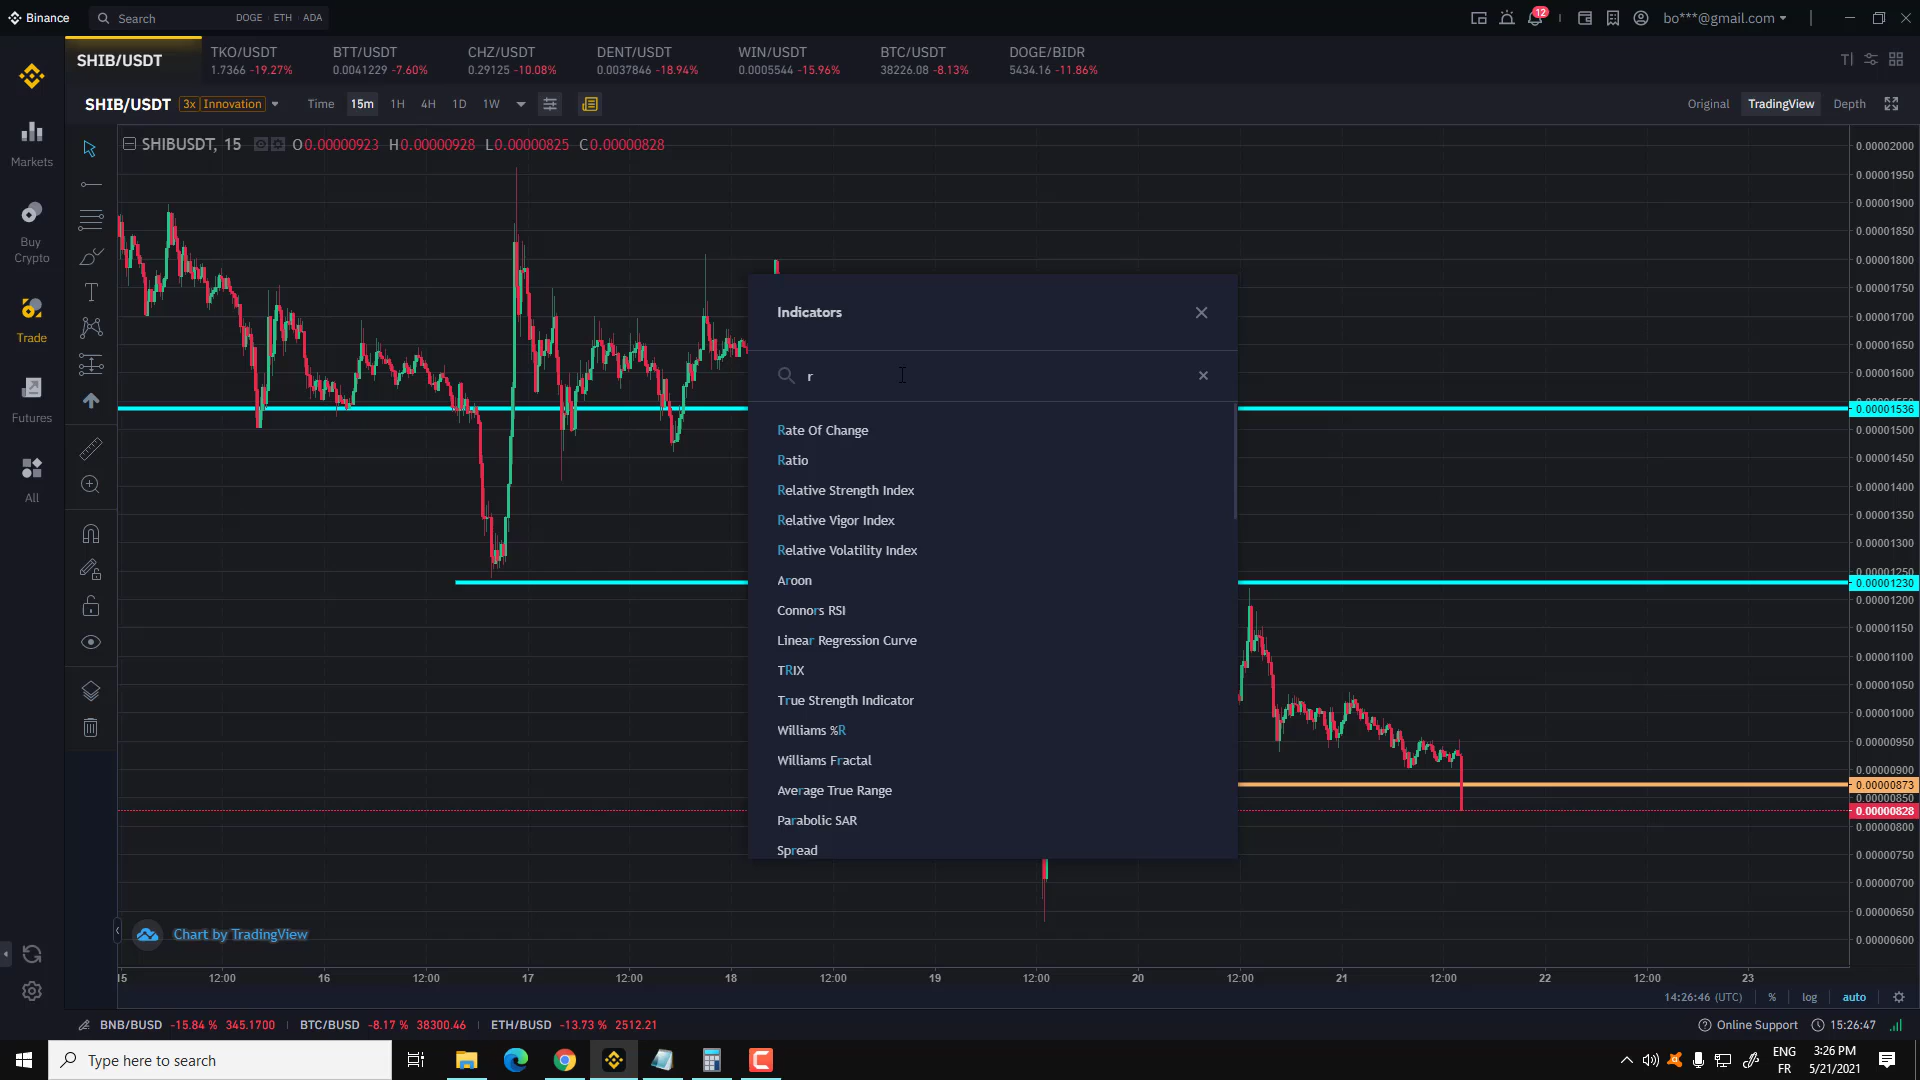 Binance
Search
DOGE ETH ADA
12
bo***@gmail.com
SHIB/USDT
TKO/USDT
1.7366 -19.27%
BTT/USDT
0.0041229 -7.60%
CHZ/USDT
0.29125 -10.08%
DENT/USDT
0.0037846 -18.94%
WIN/USDT
0.0005544 -15.96%
BTC/USDT
38226.08 -8.13%
DOGE/BIDR
5434.16 -11.86%
SHIB/USDT 3x Innovation
Time 15m 1H 4H 1D 1W
Original TradingView Depth
Markets
Buy
Crypto
Trade
Futures
All
SHIBUSDT, 15 O0.00000923 H0.00000928 L0.00000825 C0.00000828
Indicators
r
Rate Of Change
Ratio
Relative Strength Index
Relative Vigor Index
Relative Volatility Index
Aroon
Connors RSI
Linear Regression Curve
TRIX
True Strength Indicator
Williams %R
Williams Fractal
Average True Range
Parabolic SAR
Spread
0.00002000
0.00001950
0.00001900
0.00001850
0.00001800
0.00001750
0.00001700
0.00001650
0.00001600
0.00001536
0.00001500
0.00001450
0.00001400
0.00001350
0.00001300
0.00001250
0.00001230
0.00001200
0.00001150
0.00001100
0.00001050
0.00001000
0.00000950
0.00000900
0.00000873
0.00000850
0.00000828
0.00000800
0.00000750
0.00000700
0.00000650
0.00000600
Chart by TradingView
15 12:00 16 12:00 17 12:00 18 12:00 19 12:00 20 12:00 21 12:00 22 12:00 23
14:26:46 (UTC) % log auto
BNB/BUSD -15.84 % 345.1700 BTC/BUSD -8.17 % 38300.46 ETH/BUSD -13.73 % 2512.21
Online Support 15:26:47
Type here to search
ENG
FR
3:26 PM
5/21/2021